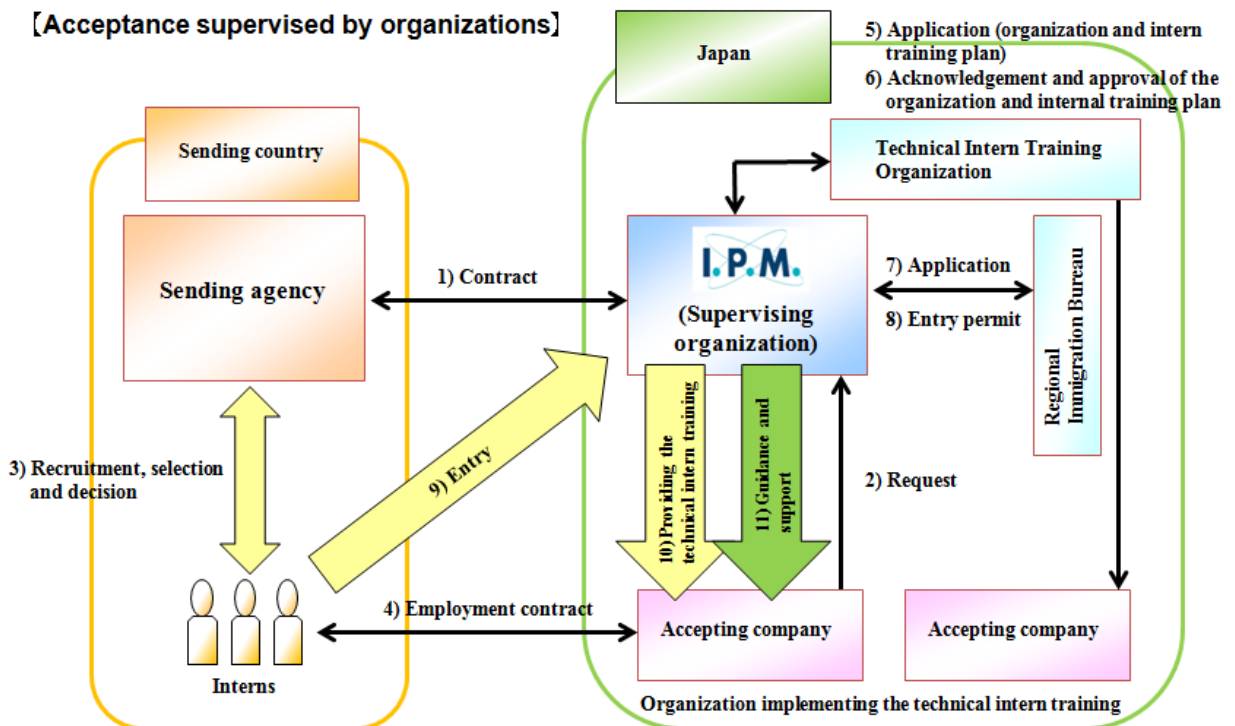 【Acceptance supervised by organizations】
Japan
5) Application (organization and intern
training plan)
6) Acknowledgement and approval of the
organization and internal training plan
Sending country
Technical Intern Training
Organization
Sending agency
1) Contract
I.P.M.
(Supervising
organization)
7) Application
8) Entry permit
Regional
Immigration Bureau
3) Recruitment, selection
and decision
9) Entry
10) Providing the
technical intern training
11) Guidance and
support
2) Request
4) Employment contract
Interns
Accepting company
Accepting company
Organization implementing the technical intern training